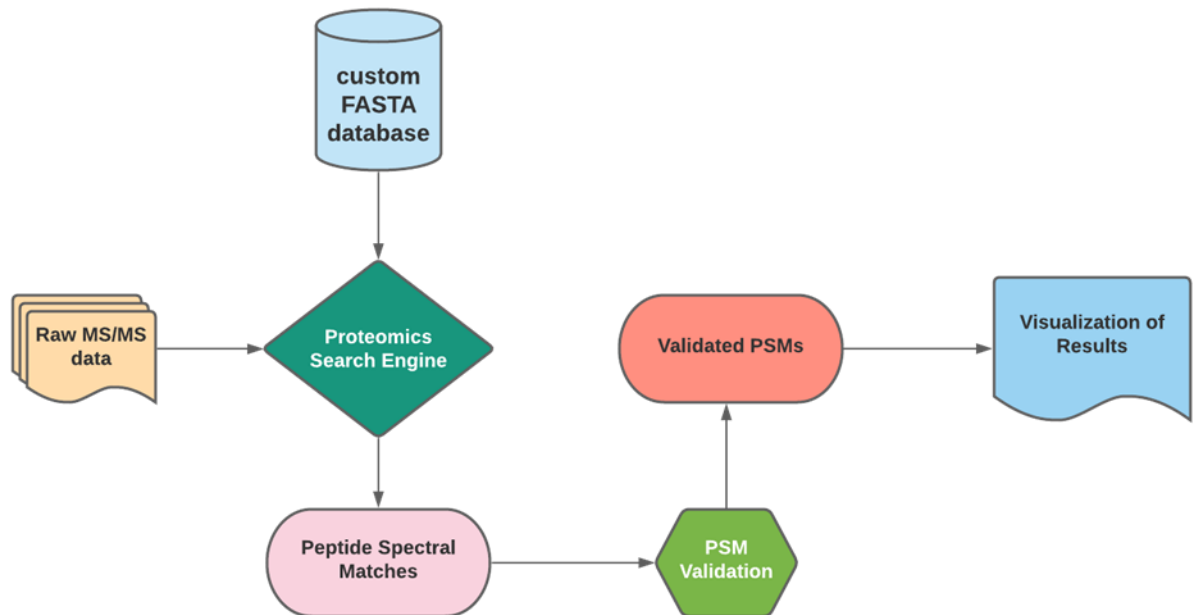 custom
FASTA
database
Raw MS/MS
data
Proteomics
Search Engine
Validated PSMs
Visualization of
Results
Peptide Spectral
Matches
PSM
Validation